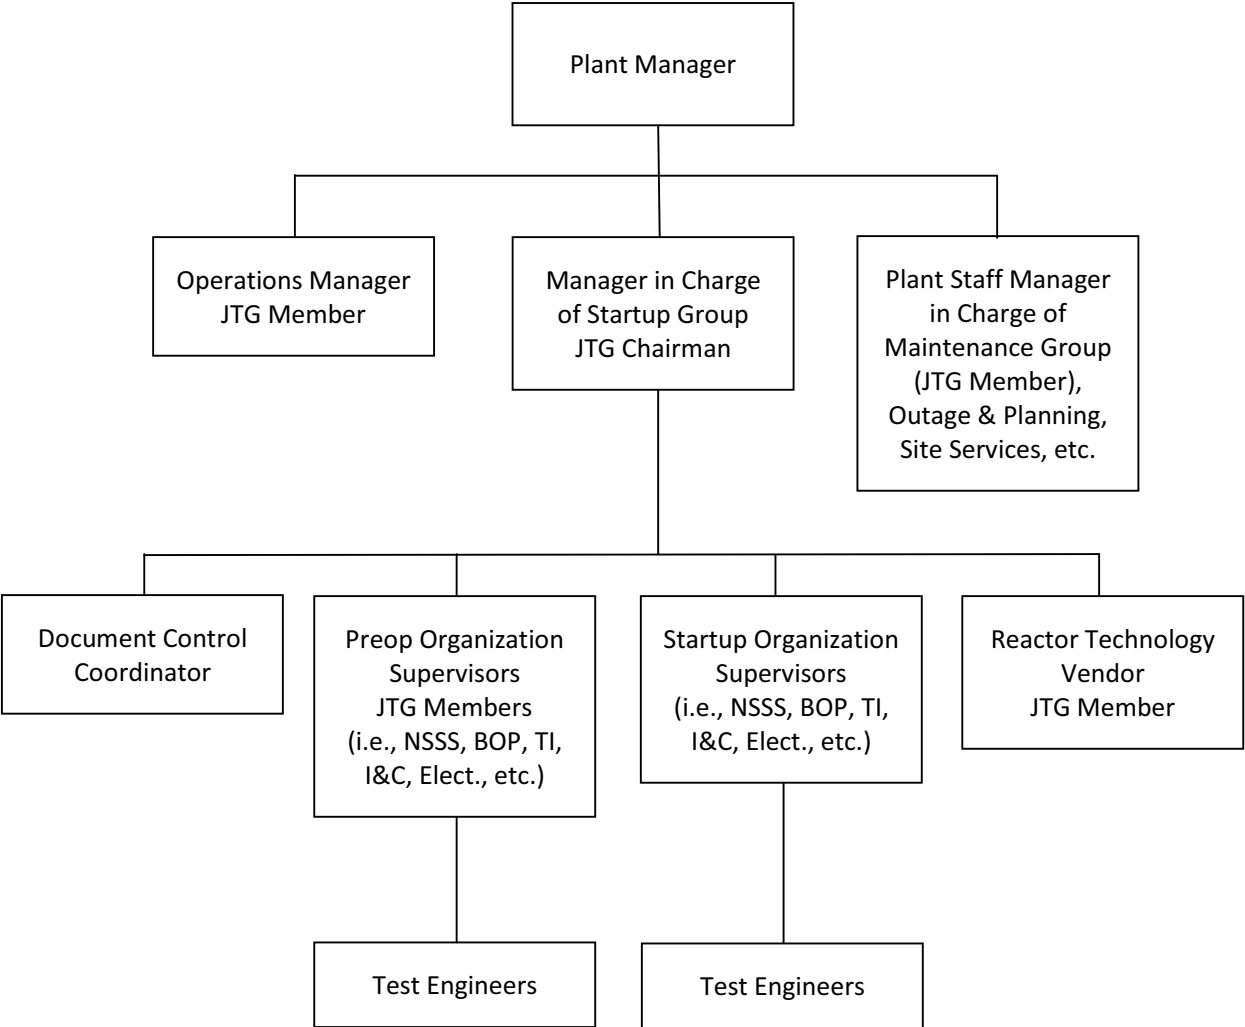 Plant Manager
Operations Manager
JTG Member
Manager in Charge
of Startup Group
JTG Chairman
Plant Staff Manager
in Charge of
Maintenance Group
(JTG Member),
Outage & Planning,
Site Services, etc.
Document Control
Coordinator
Preop Organization
Supervisors
JTG Members
(i.e., NSSS, BOP, TI,
I&C, Elect., etc.)
Startup Organization
Supervisors
(i.e., NSSS, BOP, TI,
I&C, Elect., etc.)
Reactor Technology
Vendor
JTG Member
Test Engineers
Test Engineers